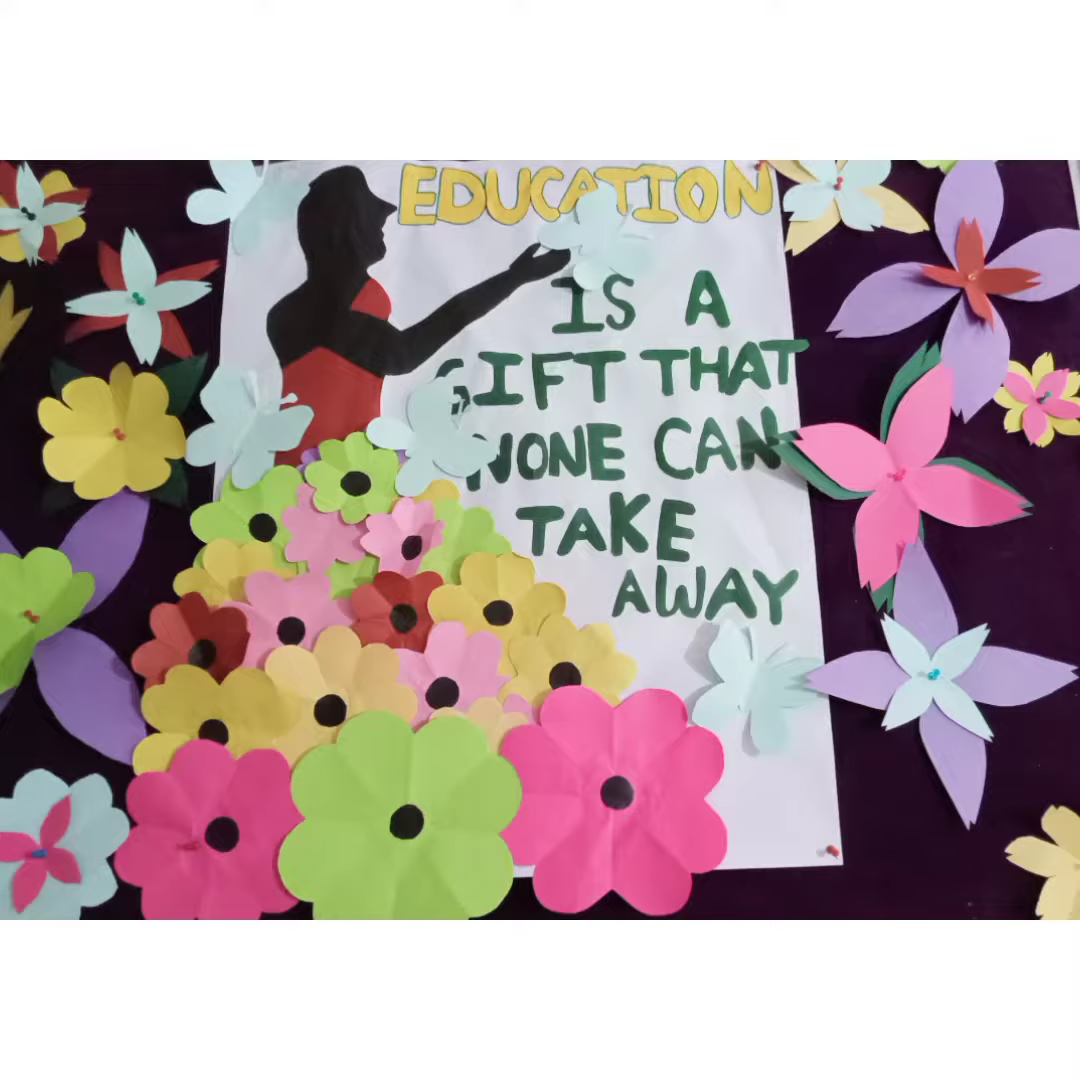 EDUCATION
IS A
GIFT THAT
NONE CAN
TAKE
AWAY